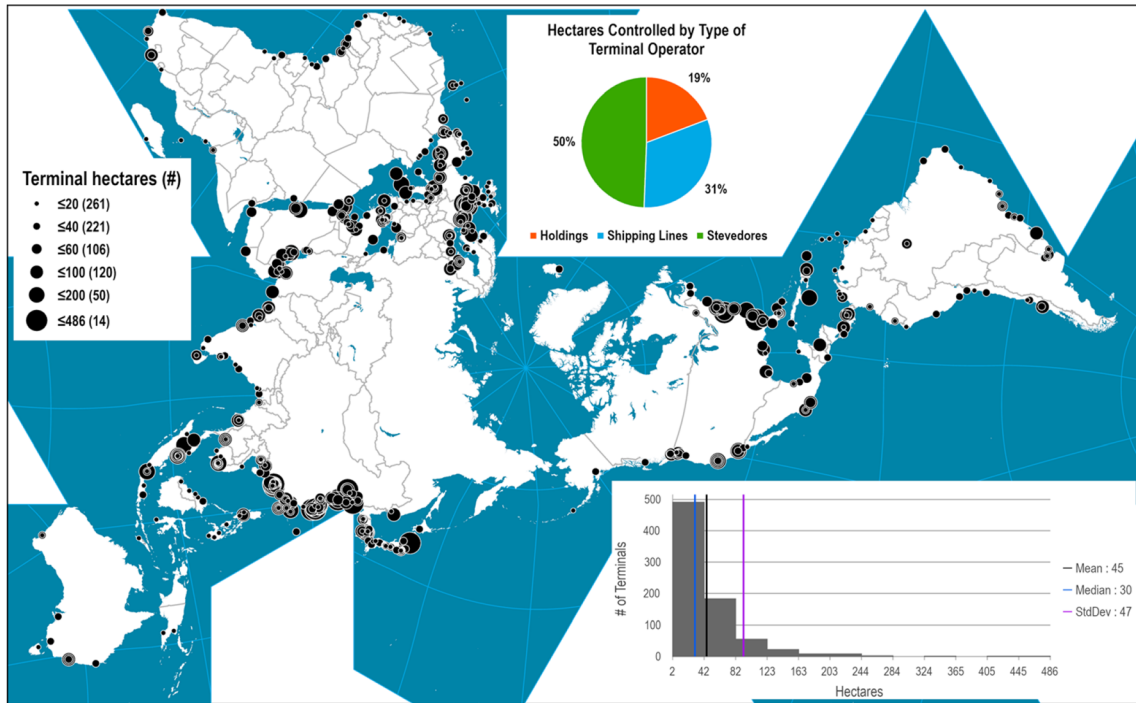 Hectares Controlled by Type of
Terminal Operator
19%
50%
31%
Holdings Shipping Lines Stevedores
Terminal hectares (#)
≤20 (261)
≤40 (221)
≤60 (106)
≤100 (120)
≤200 (50)
≤486 (14)
500
400
300
200
100
0
# of Terminals
2 42 82 123 163 203 244 284 324 365 405 445 486
Hectares
Mean : 45
Median : 30
StdDev : 47